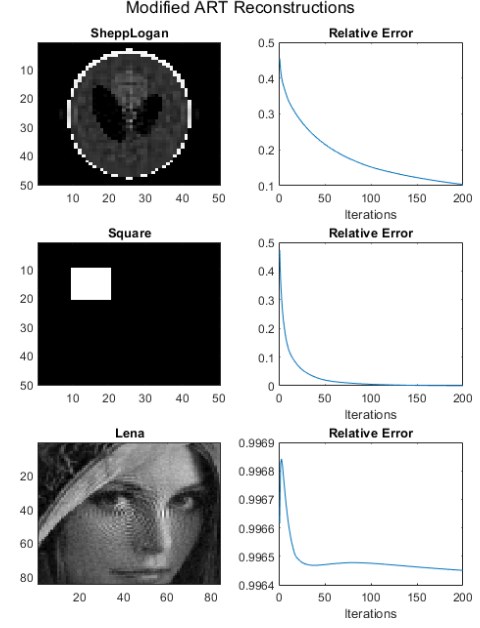 Modified ART Reconstructions
SheppLogan
10
20
30
40
50
10 20 30 40 50
Relative Error
0.5
0.4
0.3
0.2
0.1
0 50 100 150 200
Iterations
Square
10
20
30
40
50
10 20 30 40 50
Relative Error
0.5
0.4
0.3
0.2
0.1
0
0 50 100 150 200
Iterations
Lena
20
40
60
80
20 40 60 80
Relative Error
0.9969
0.9968
0.9967
0.9966
0.9965
0.9964
0 50 100 150 200
Iterations